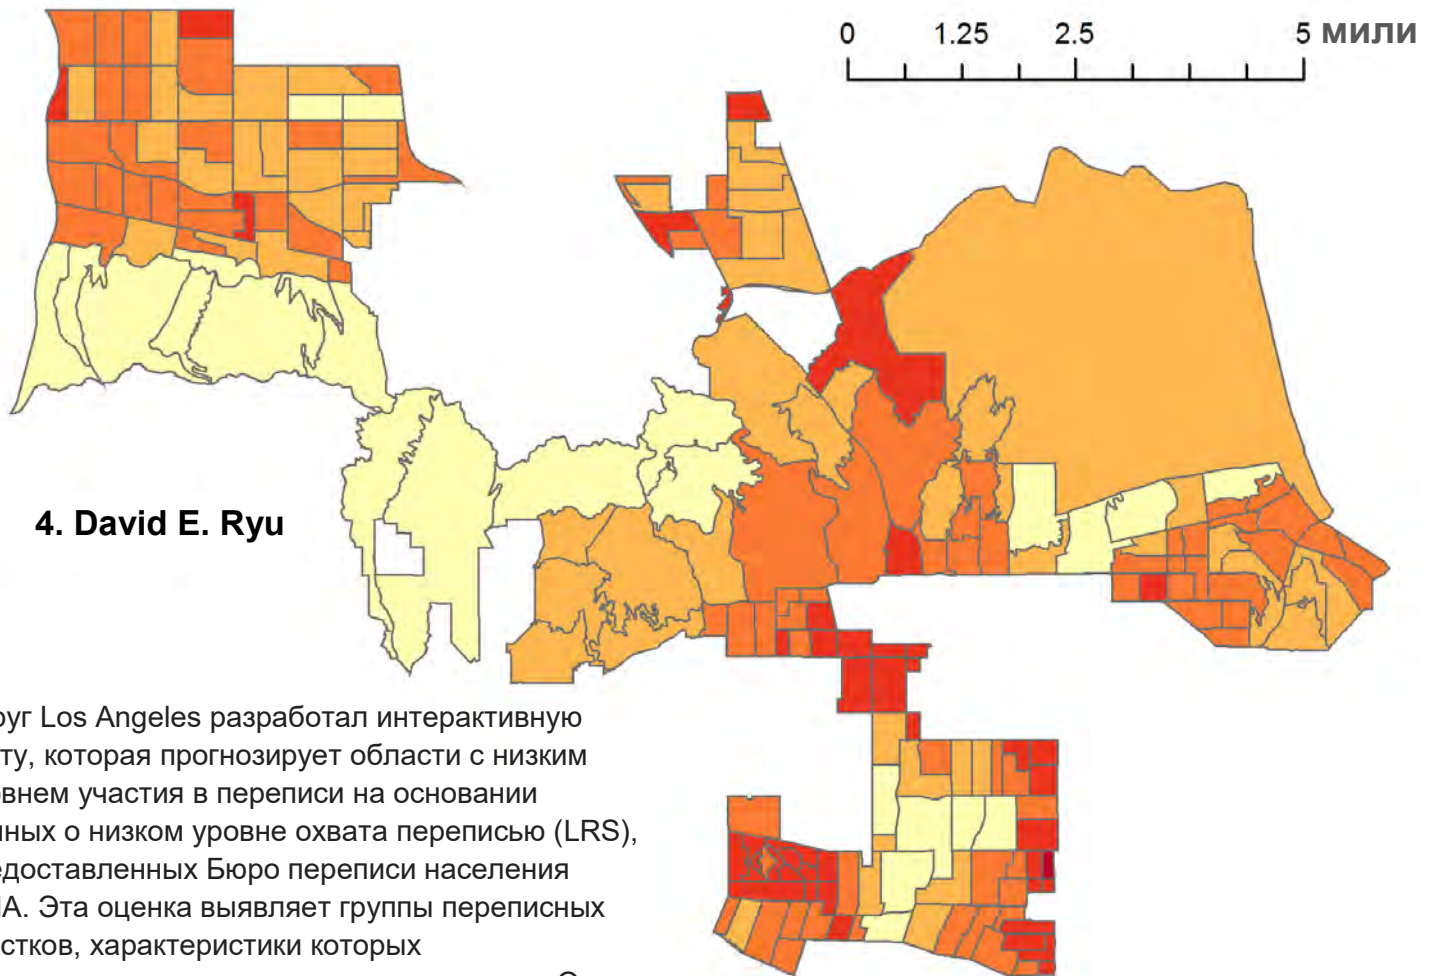 0 1.25 2.5 5 мили
4. David E. Ryu
руг Los Angeles разработал интерактивную
ту, которая прогнозирует области с низким
овнем участия в переписи на основании
нных о низком уровне охвата переписью (LRS),
едоставленных Бюро переписи населения
ИА. Эта оценка выявляет группы переписных
стков, характеристики которых